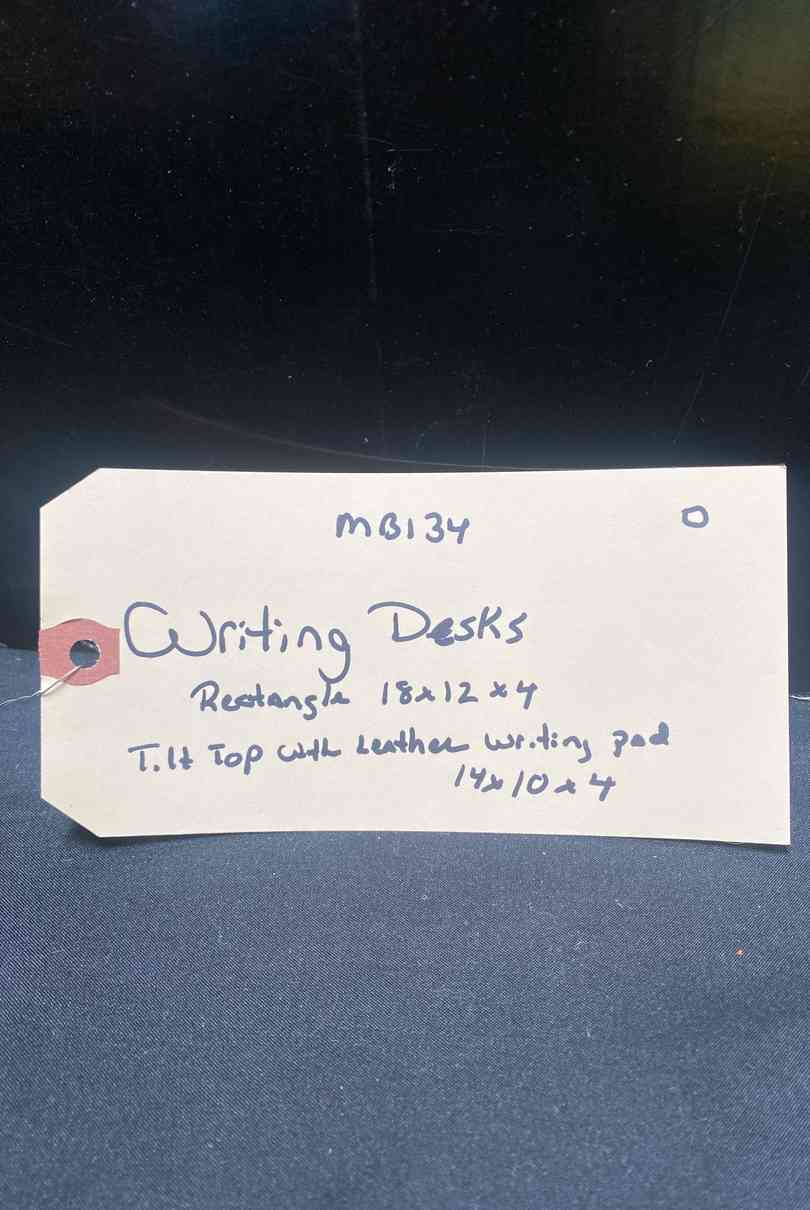 MB134 O
Writing Desks
Rectangle 18x12x4
Tilt Top with Leather writing pad
14x10x4